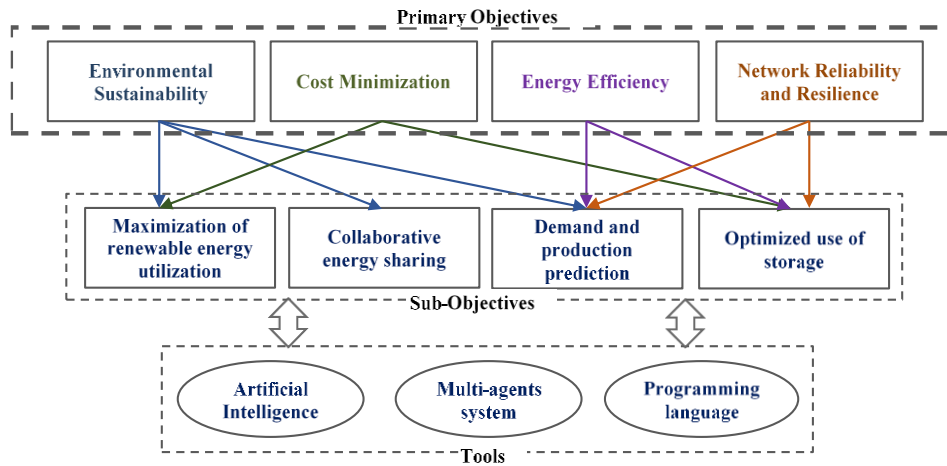 Primary Objectives
Environmental
Sustainability
Cost Minimization
Energy Efficiency
Network Reliability
and Resilience
Maximization of
renewable energy
utilization
Collaborative
energy sharing
Demand and
production
prediction
Optimized use of
storage
Sub-Objectives
Artificial
Intelligence
Multi-agents
system
Programming
language
Tools